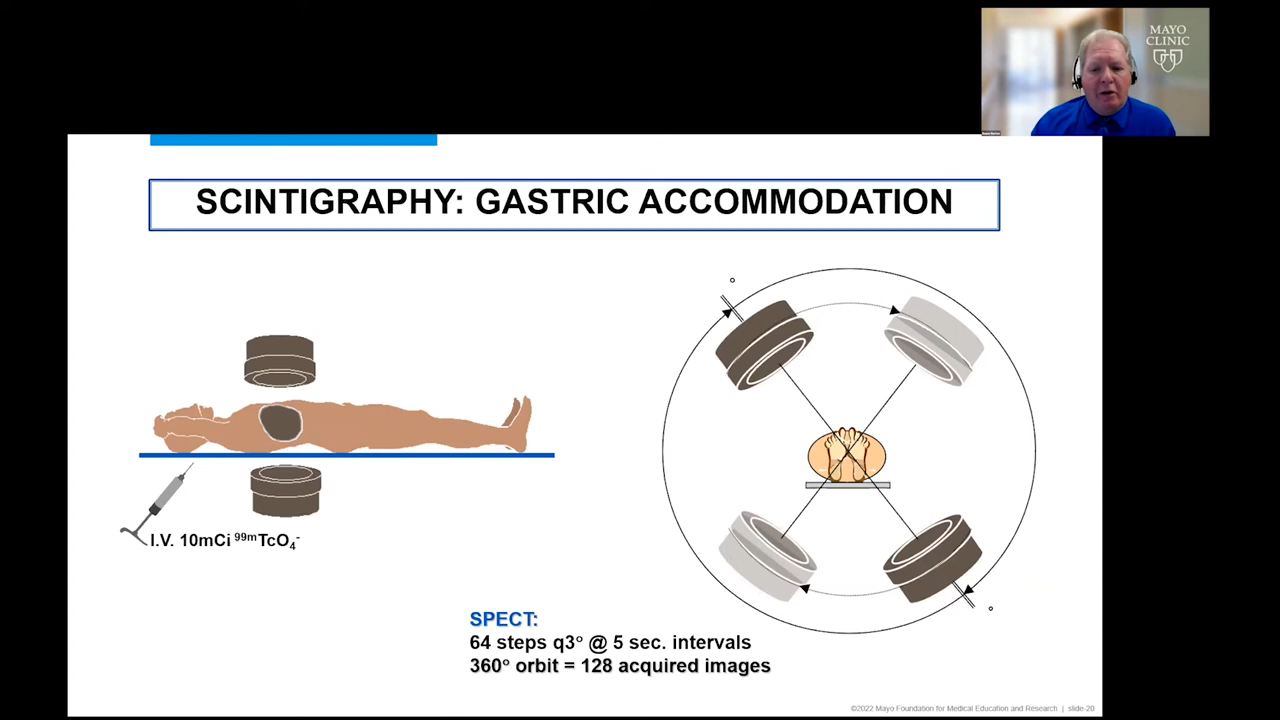 MAYO
CLINIC
SCINTIGRAPHY: GASTRIC ACCOMMODATION
I.V. 10mCi ⁹⁹ᵐTcO₄⁻
SPECT:
64 steps q3° @ 5 sec. intervals
360° orbit = 128 acquired images
©2022 Mayo Foundation for Medical Education and Research | slide-20